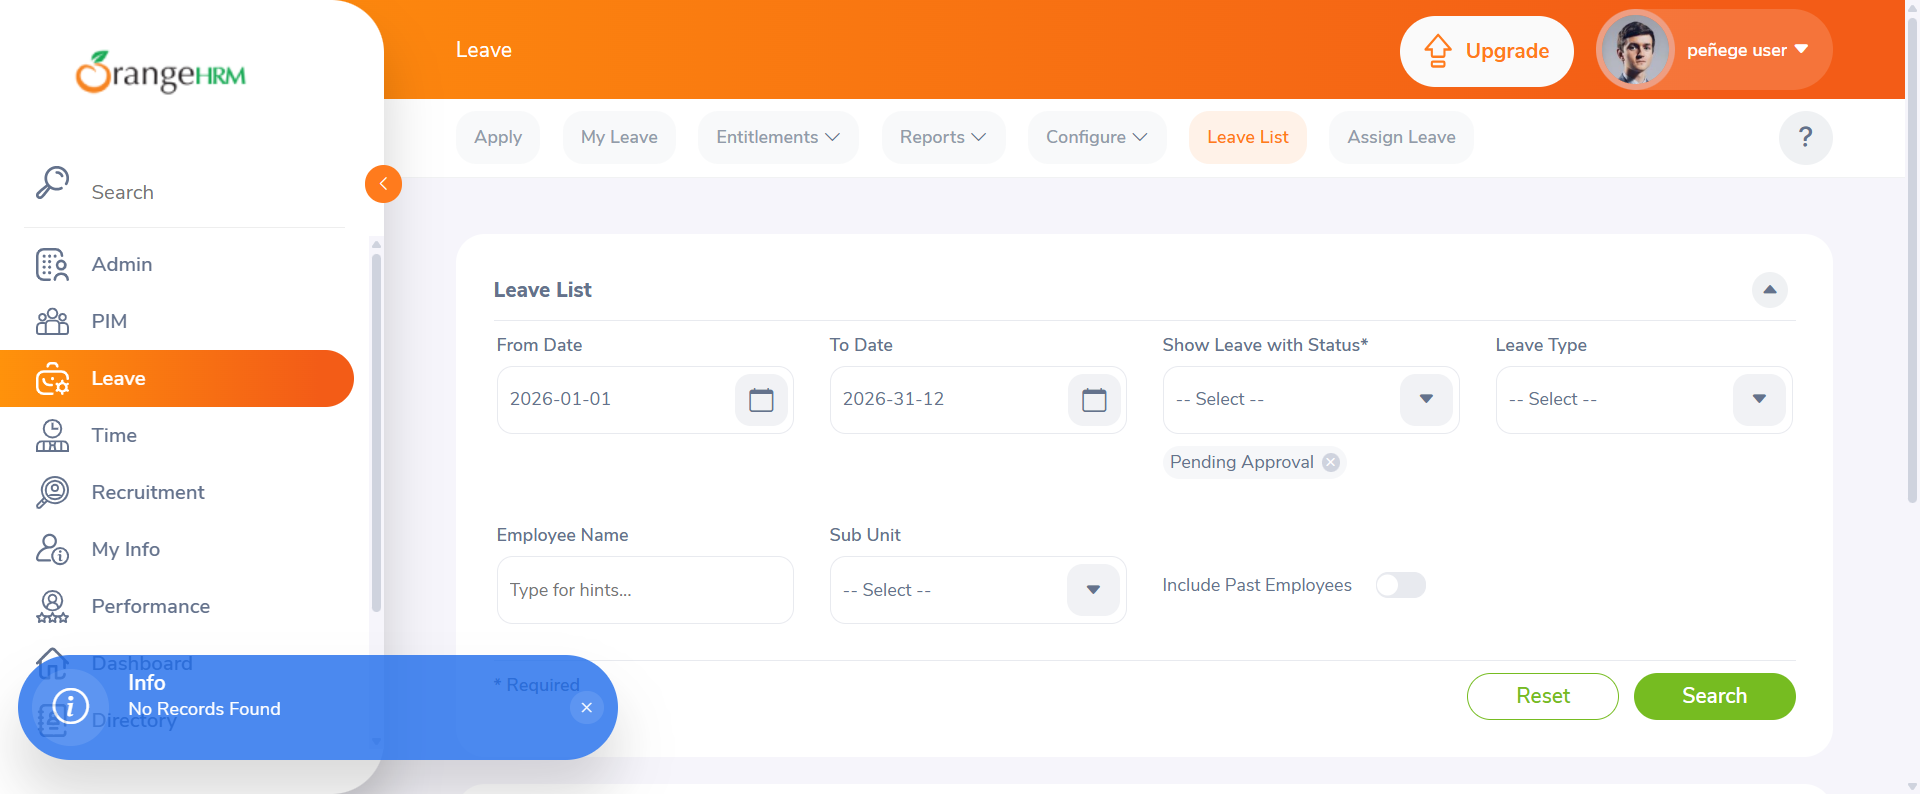 OrangeHRM
Leave
Upgrade
peñege user
Apply
My Leave
Entitlements
Reports
Configure
Leave List
Assign Leave
?
Search
Admin
PIM
Leave
Time
Recruitment
My Info
Performance
Dashboard
Directory
Leave List
From Date
To Date
Show Leave with Status*
Leave Type
2026-01-01
2026-31-12
-- Select --
-- Select --
Pending Approval
Employee Name
Sub Unit
Type for hints...
-- Select --
Include Past Employees
* Required
Reset
Search
Info
No Records Found